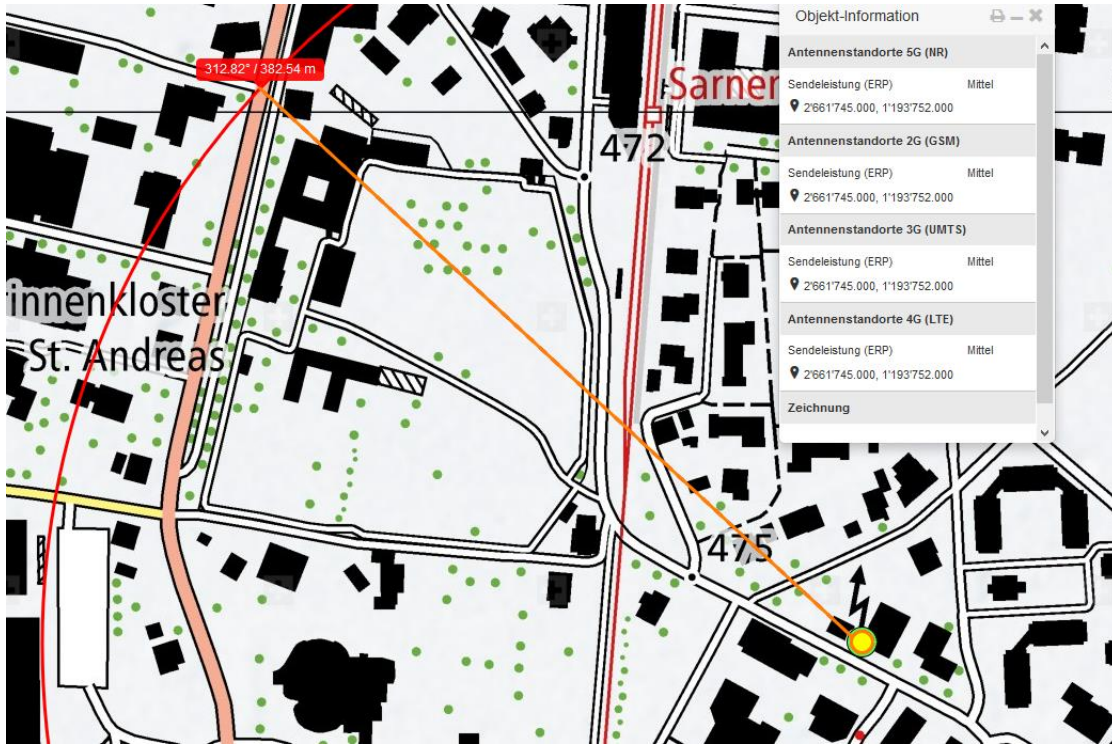 312.82° / 382.54 m
Sarnen
472
innenkloster
St. Andreas
475
Objekt-Information
Antennenstandorte 5G (NR)
Sendeleistung (ERP) Mittel
2'661'745.000, 1'193'752.000
Antennenstandorte 2G (GSM)
Sendeleistung (ERP) Mittel
2'661'745.000, 1'193'752.000
Antennenstandorte 3G (UMTS)
Sendeleistung (ERP) Mittel
2'661'745.000, 1'193'752.000
Antennenstandorte 4G (LTE)
Sendeleistung (ERP) Mittel
2'661'745.000, 1'193'752.000
Zeichnung